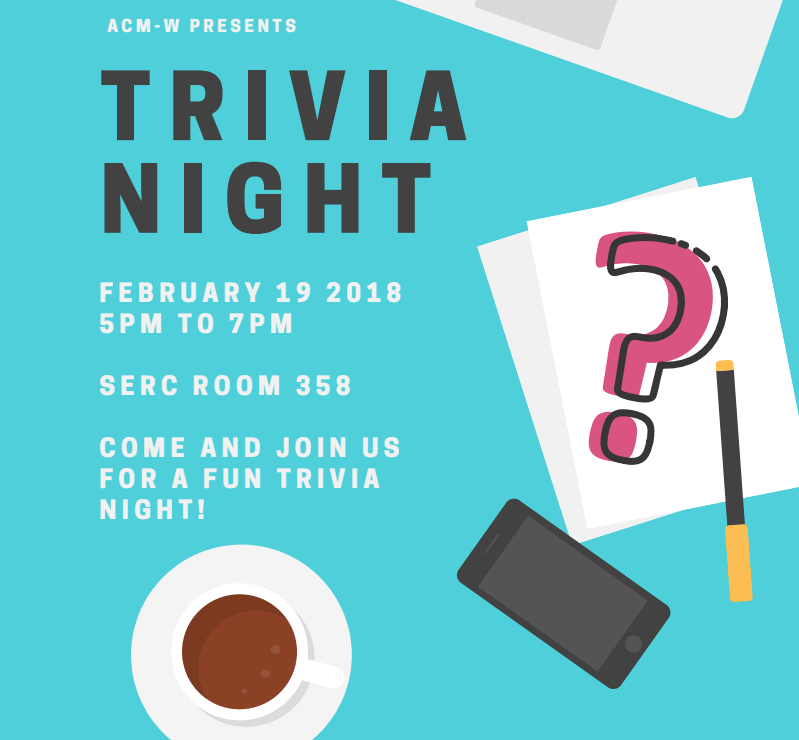 ACM-W PRESENTS
TRIVIA
NIGHT
FEBRUARY 19 2018
5PM TO 7PM
SERC ROOM 358
COME AND JOIN US
FOR A FUN TRIVIA
NIGHT!
?